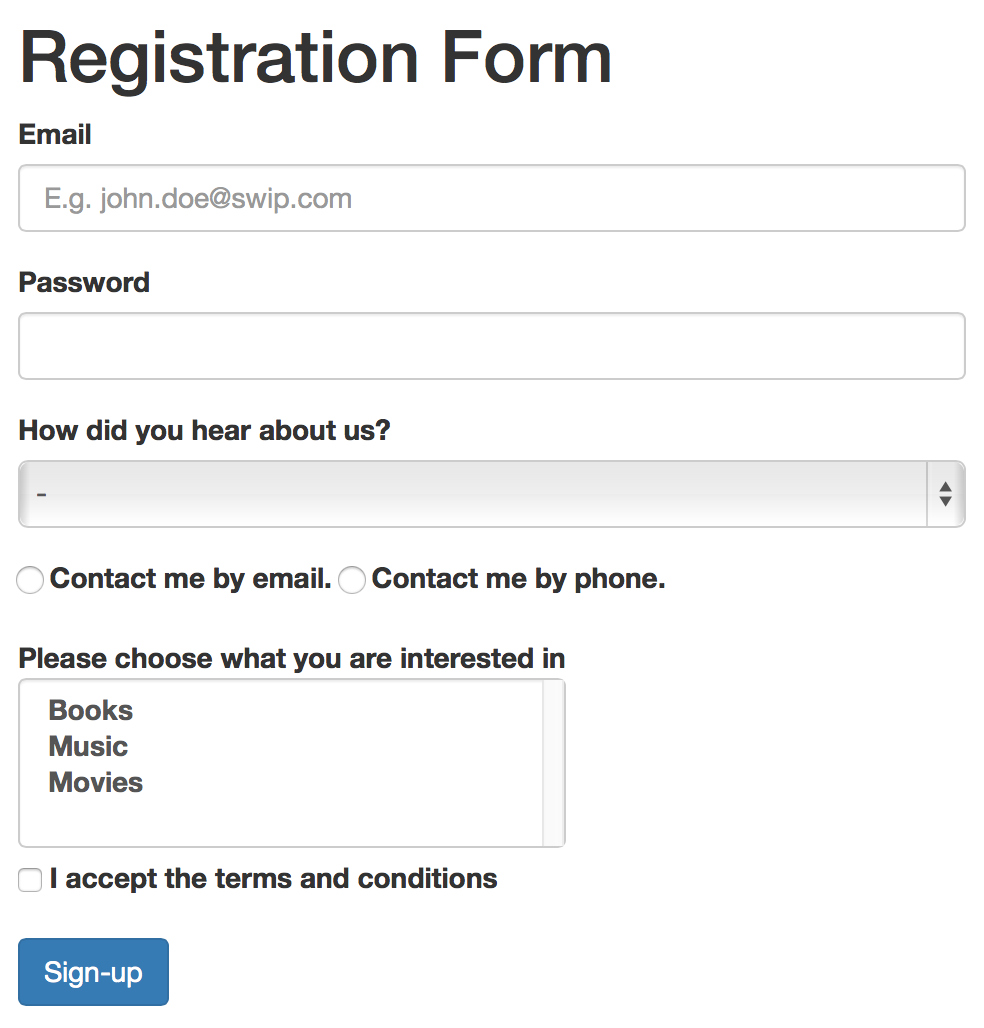 Registration Form
Email
E.g. john.doe@swip.com
Password
How did you hear about us?
-
Contact me by email. Contact me by phone.
Please choose what you are interested in
Books
Music
Movies
I accept the terms and conditions
Sign-up